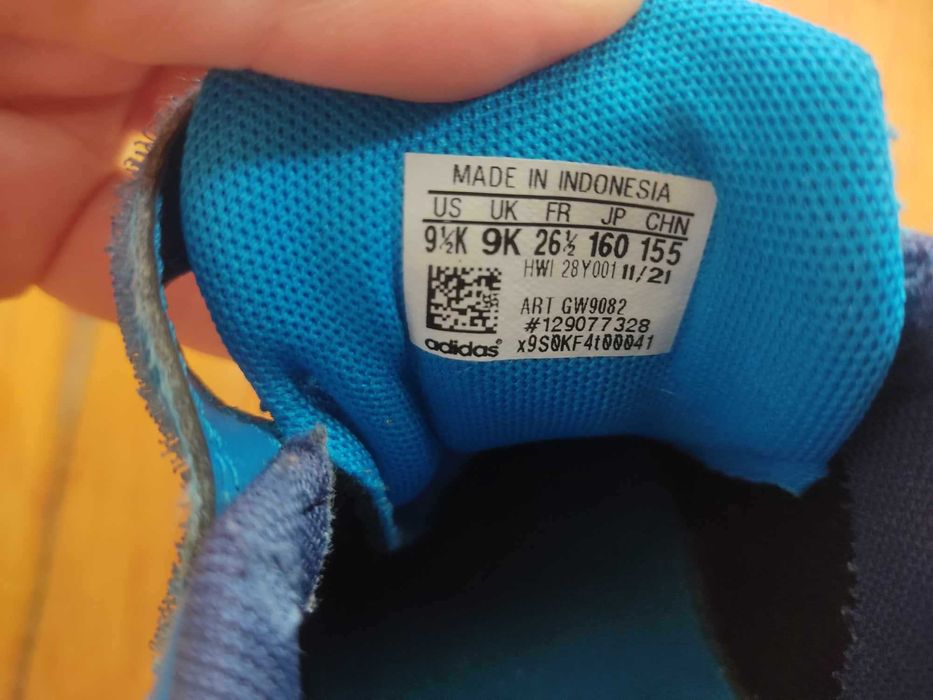 MADE IN INDONESIA
US UK FR JP CHN
9½K 9K 26½ 160 155
HWI 28Y001 11/21
ART GW9082
#129077328
adidas® x9S0KF4t00041